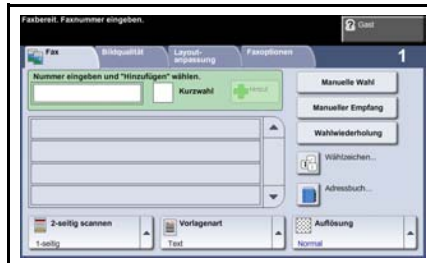 Faxbereit. Faxnummer eingeben.
Gast
Fax
Bildqualität
Layout-
anpassung
Faxoptionen
1
Nummer eingeben und "Hinzufügen" wählen.
Kurzwahl
Hinzuf.
Manuelle Wahl
Manueller Empfang
Wahlwiederholung
Wählzeichen...
Adressbuch...
2-seitig scannen
1-seitig
Vorlagenart
Text
Auflösung
Normal